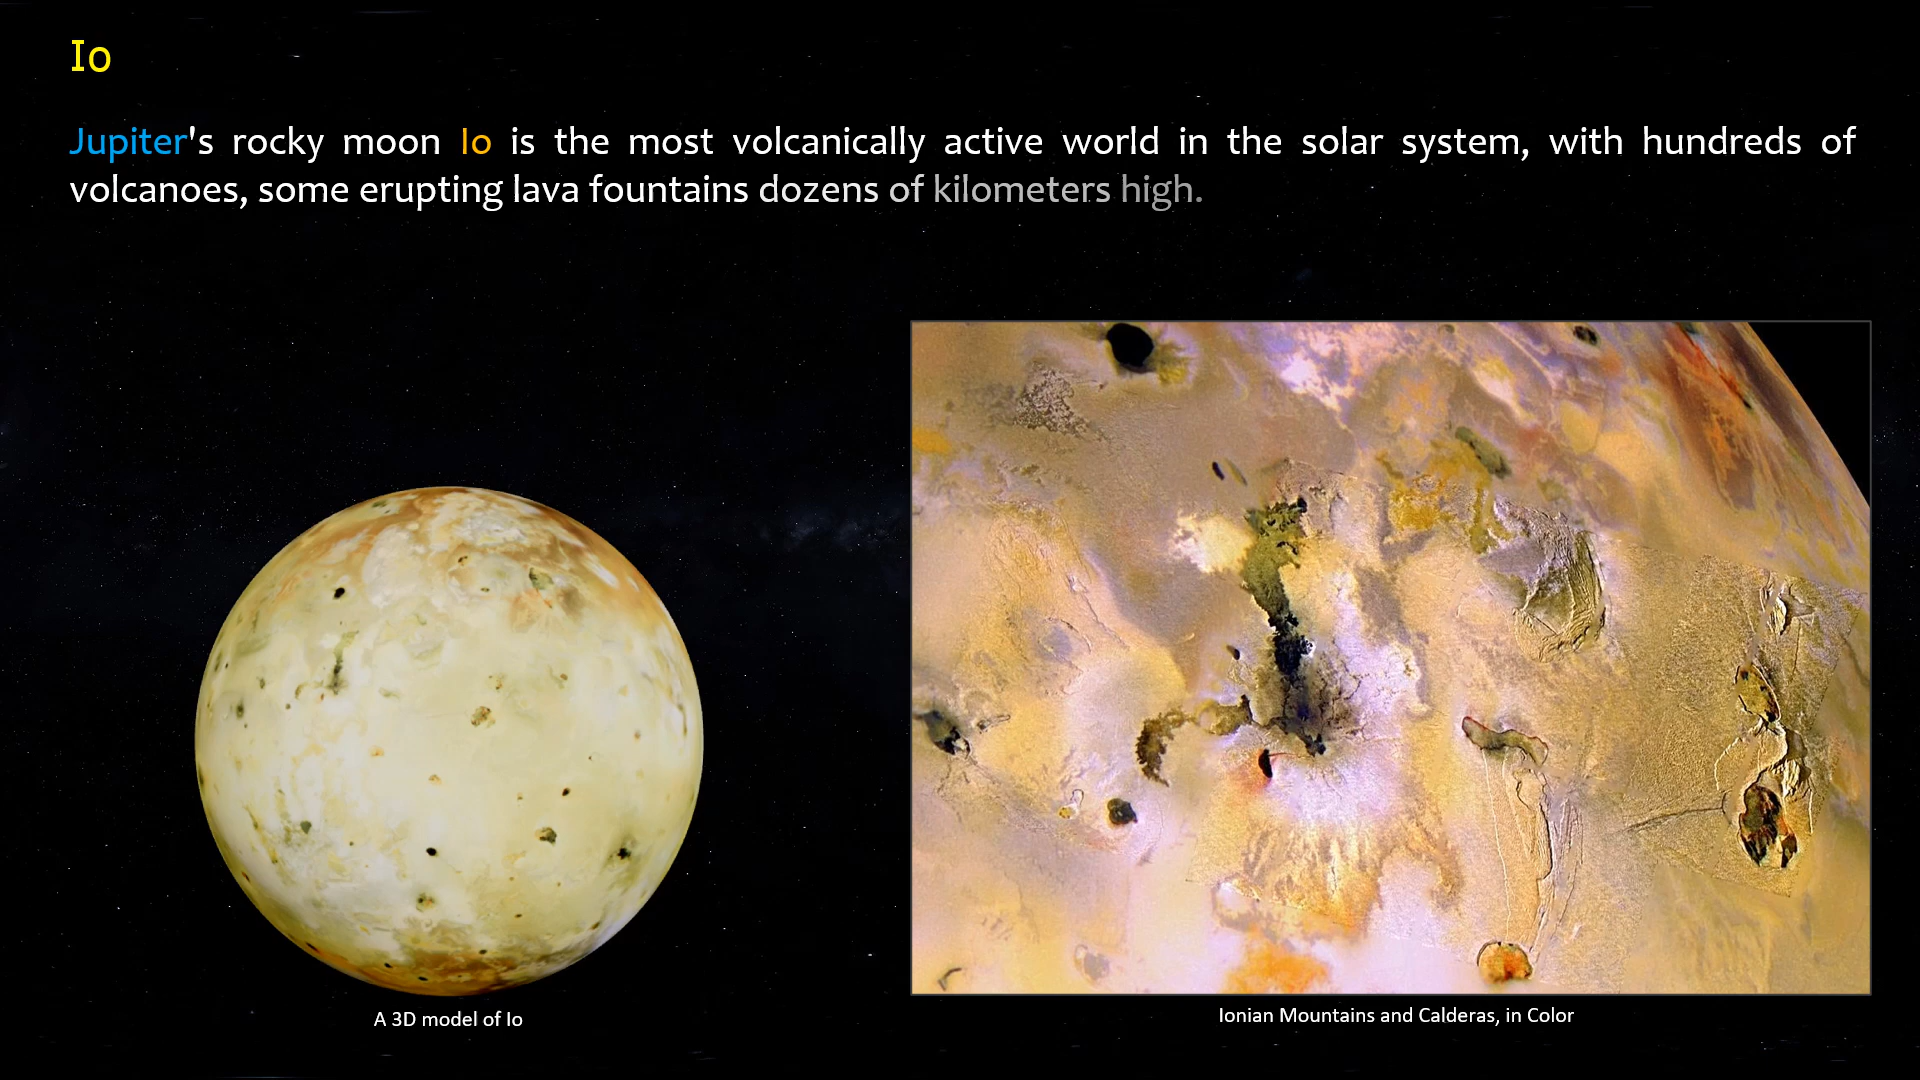 Io
Jupiter's rocky moon Io is the most volcanically active world in the solar system, with hundreds of
volcanoes, some erupting lava fountains dozens of kilometers high.
A 3D model of Io
Ionian Mountains and Calderas, in Color